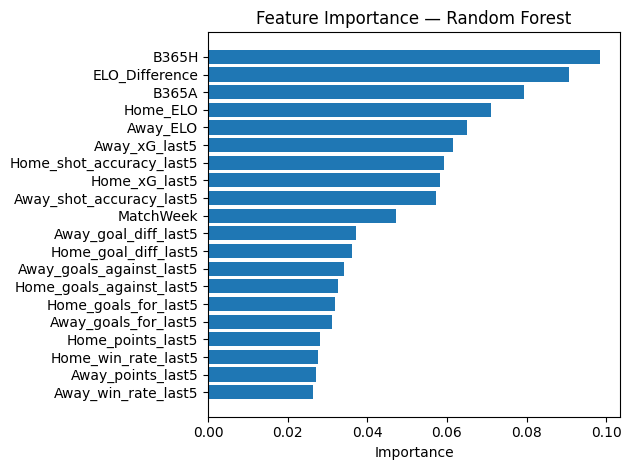 Feature Importance — Random Forest
B365H
ELO_Difference
B365A
Home_ELO
Away_ELO
Away_xG_last5
Home_shot_accuracy_last5
Home_xG_last5
Away_shot_accuracy_last5
MatchWeek
Away_goal_diff_last5
Home_goal_diff_last5
Away_goals_against_last5
Home_goals_against_last5
Home_goals_for_last5
Away_goals_for_last5
Home_points_last5
Home_win_rate_last5
Away_points_last5
Away_win_rate_last5
0.00 0.02 0.04 0.06 0.08 0.10
Importance